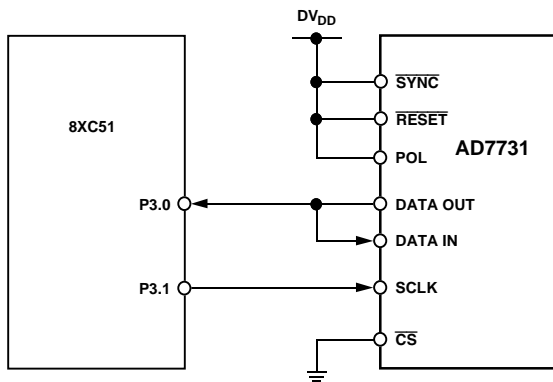 DVDD
8XC51
SYNC
RESET
AD7731
POL
P3.0
DATA OUT
DATA IN
P3.1
SCLK
CS